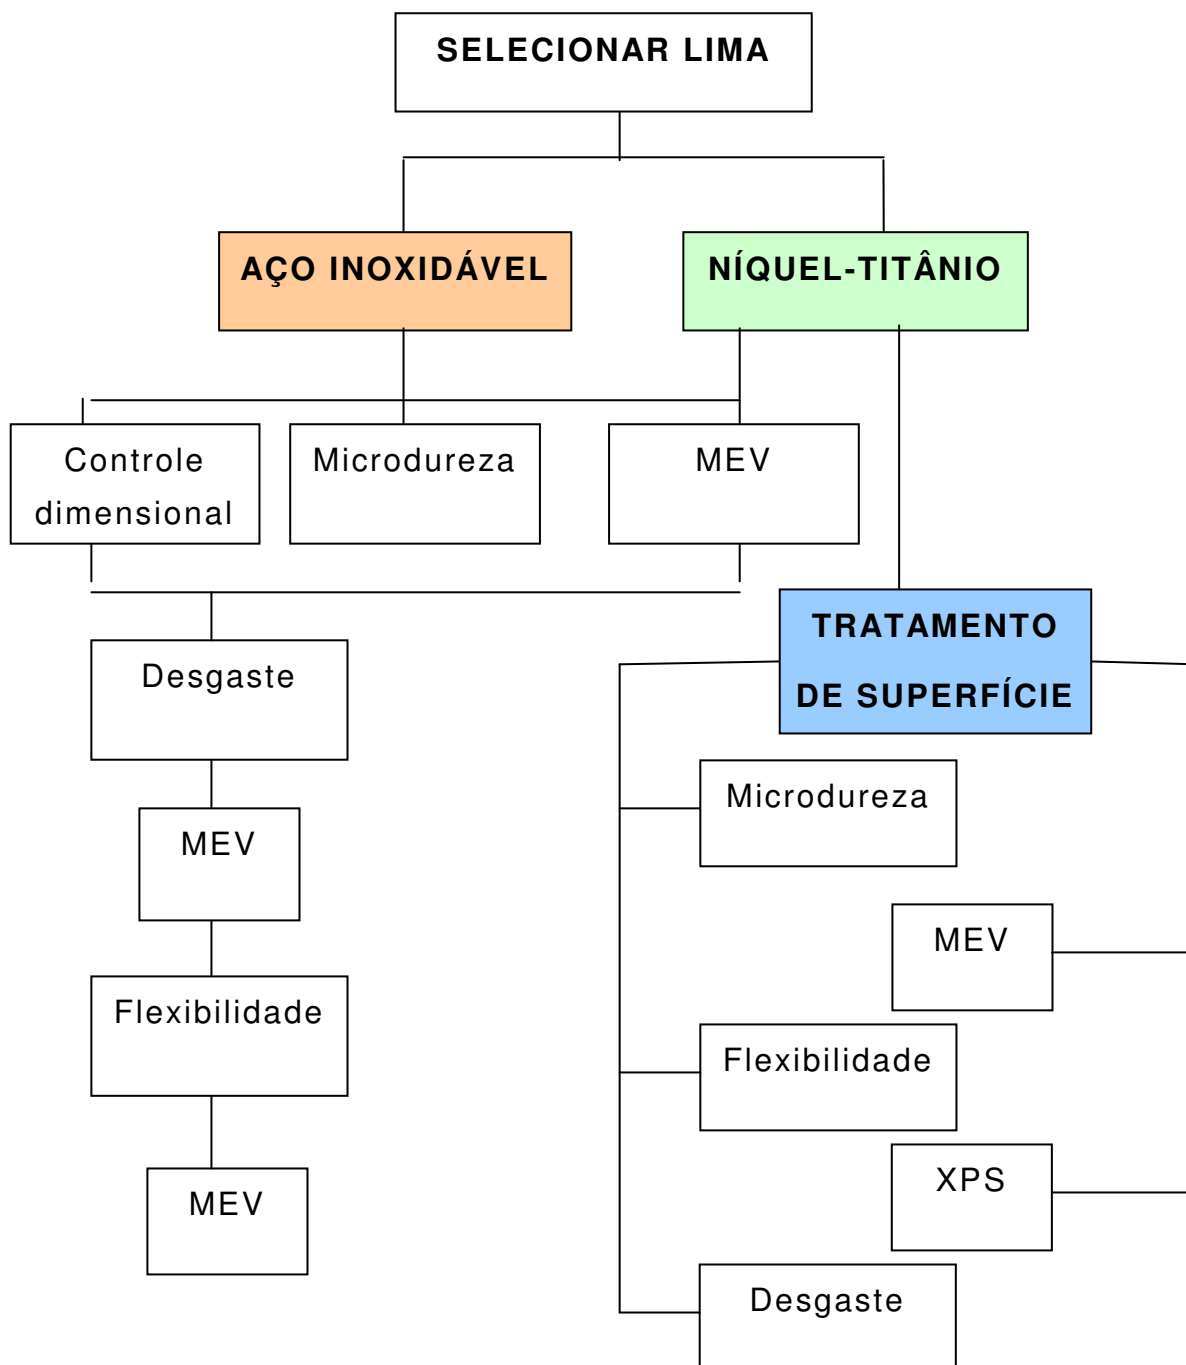 SELECIONAR LIMA
AÇO INOXIDÁVEL
NÍQUEL-TITÂNIO
Controle
dimensional
Microdureza
MEV
TRATAMENTO
DE SUPERFÍCIE
Desgaste
MEV
Flexibilidade
MEV
Microdureza
MEV
Flexibilidade
XPS
Desgaste